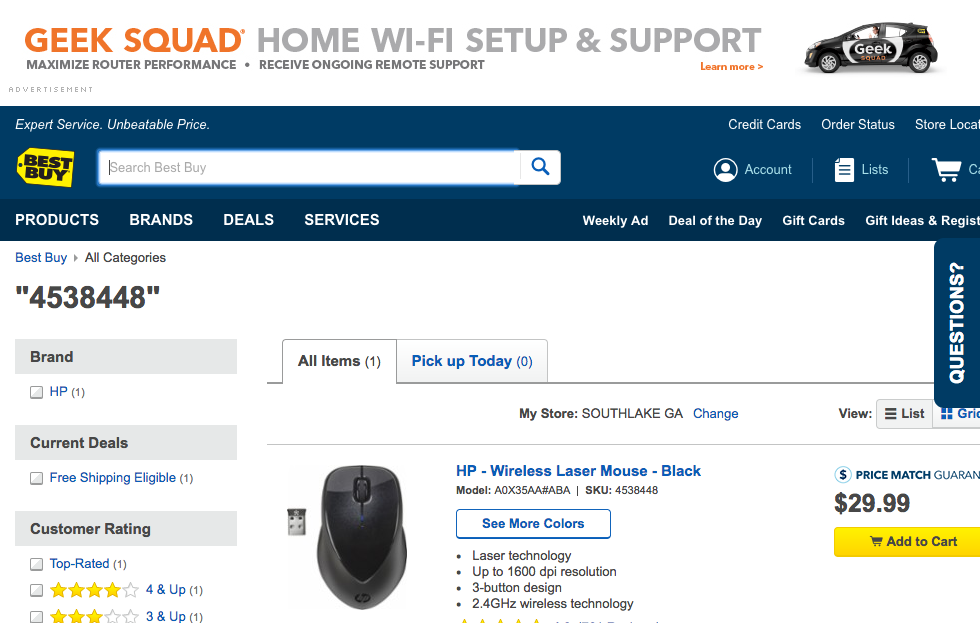 GEEK SQUAD® HOME WI-FI SETUP & SUPPORT
MAXIMIZE ROUTER PERFORMANCE • RECEIVE ONGOING REMOTE SUPPORT
Learn more >
Geek
SQUAD
ADVERTISEMENT
Expert Service. Unbeatable Price.
Credit Cards Order Status Store Locat
BEST BUY
Search Best Buy
Account Lists Ca
PRODUCTS BRANDS DEALS SERVICES
Weekly Ad Deal of the Day Gift Cards Gift Ideas & Regist
Best Buy All Categories
QUESTIONS?
"4538448"
Brand
HP (1)
Current Deals
Free Shipping Eligible (1)
Customer Rating
Top-Rated (1)
4 & Up (1)
3 & Up (1)
All Items (1) Pick up Today (0)
My Store: SOUTHLAKE GA Change
View: List Grid
HP - Wireless Laser Mouse - Black
Model: A0X35AA#ABA | SKU: 4538448
See More Colors
• Laser technology
• Up to 1600 dpi resolution
• 3-button design
• 2.4GHz wireless technology
$ PRICE MATCH GUARAN
$29.99
Add to Cart